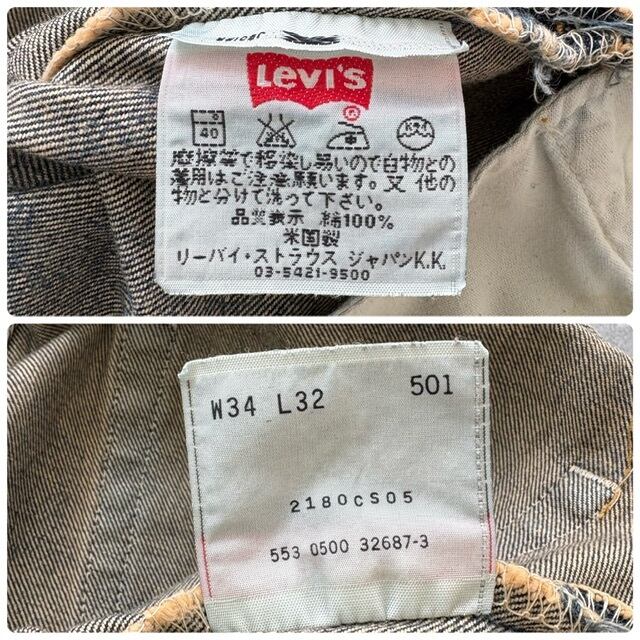 Levi's
R
40
摩擦等で移染し易いので白物との
着用はご注意願います。又 他の
物と分けて洗って下さい。
品質表示 綿100%
米国製
リーバイ・ストラウス ジャパンK.K.
03-5421-9500
W34 L32 501
2180CS05
553 0500 32687-3